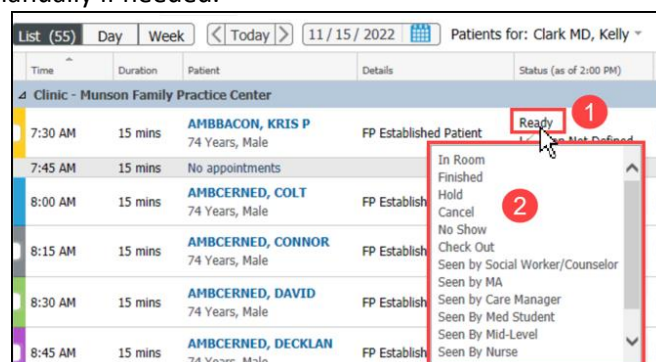 manually if needed.
List (55) Day Week Today 11/15/2022 Patients for: Clark MD, Kelly
Time Duration Patient Details Status (as of 2:00 PM)
Clinic - Munson Family Practice Center
7:30 AM 15 mins AMBBACON, KRIS P FP Established Patient Ready 1
74 Years, Male Not Defined
7:45 AM 15 mins No appointments
In Room
Finished
8:00 AM 15 mins AMBCERNED, COLT FP Establish
74 Years, Male
Hold
Cancel
2
No Show
8:15 AM 15 mins AMBCERNED, CONNOR FP Establish
74 Years, Male
Check Out
Seen by Social Worker/Counselor
Seen by MA
8:30 AM 15 mins AMBCERNED, DAVID FP Establish
74 Years, Male
Seen by Care Manager
Seen By Med Student
8:45 AM 15 mins AMBCERNED, DECKLAN FP Establish
74 Years, Male
Seen By Mid-Level
Seen By Nurse